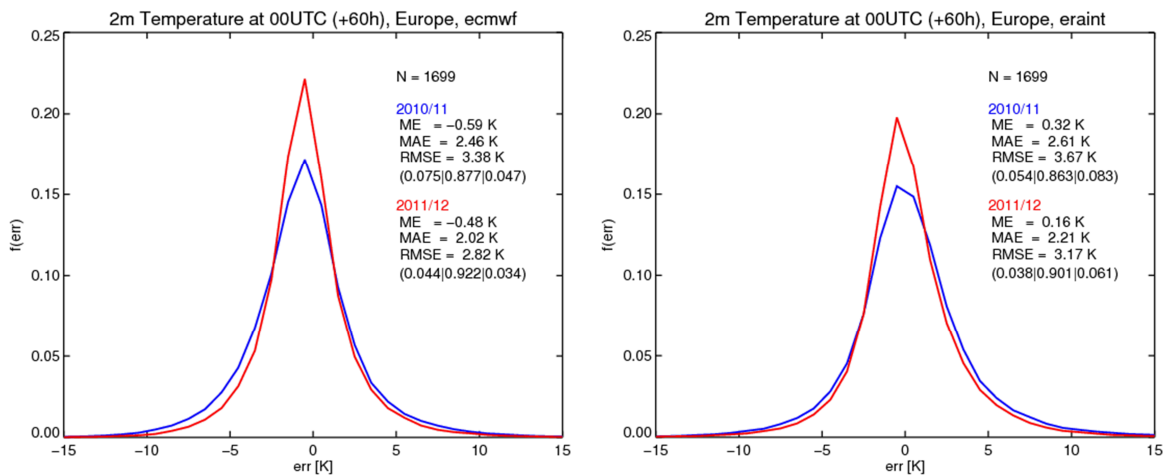 2m Temperature at 00UTC (+60h), Europe, ecmwf
0.25
0.20
0.15
0.10
0.05
0.00
f(err)
N = 1699
2010/11
ME = −0.59 K
MAE = 2.46 K
RMSE = 3.38 K
(0.075|0.877|0.047)
2011/12
ME = −0.48 K
MAE = 2.02 K
RMSE = 2.82 K
(0.044|0.922|0.034)
−15 −10 −5 0 5 10 15
err [K]
2m Temperature at 00UTC (+60h), Europe, eraint
0.25
0.20
0.15
0.10
0.05
0.00
f(err)
N = 1699
2010/11
ME = 0.32 K
MAE = 2.61 K
RMSE = 3.67 K
(0.054|0.863|0.083)
2011/12
ME = 0.16 K
MAE = 2.21 K
RMSE = 3.17 K
(0.038|0.901|0.061)
−15 −10 −5 0 5 10 15
err [K]